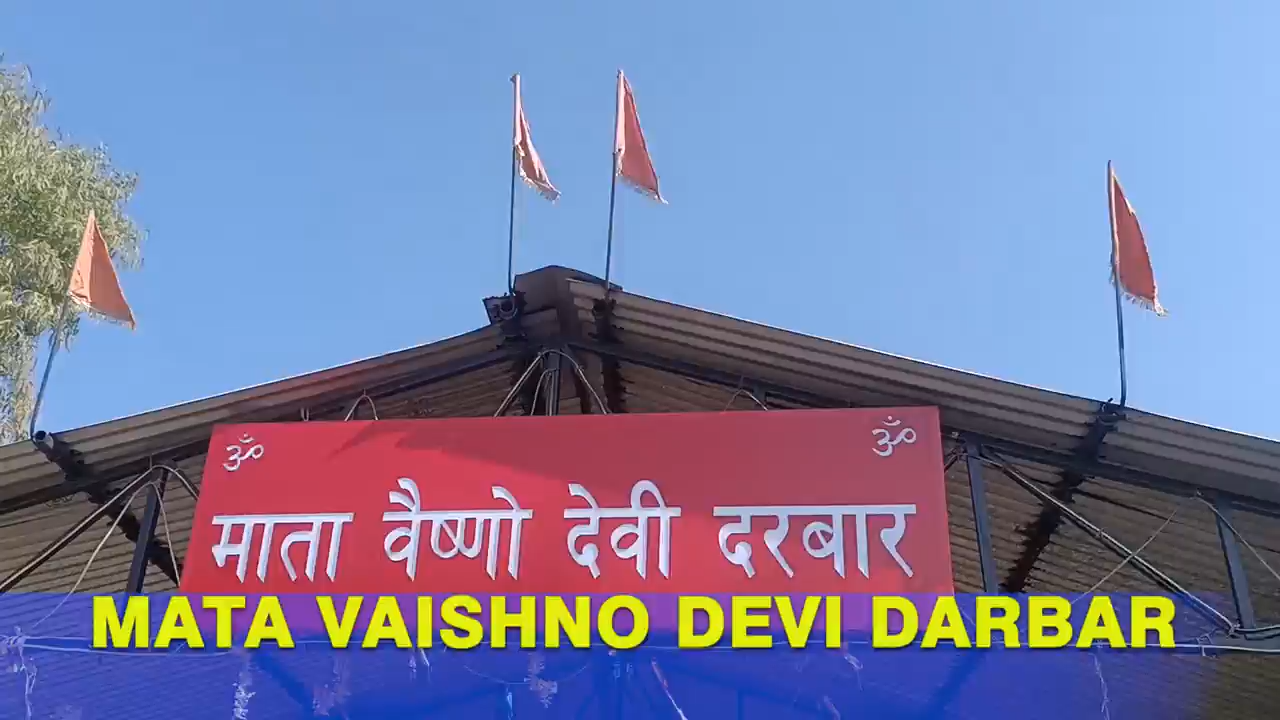 ॐ ॐ
माता वैष्णो देवी दरबार
MATA VAISHNO DEVI DARBAR